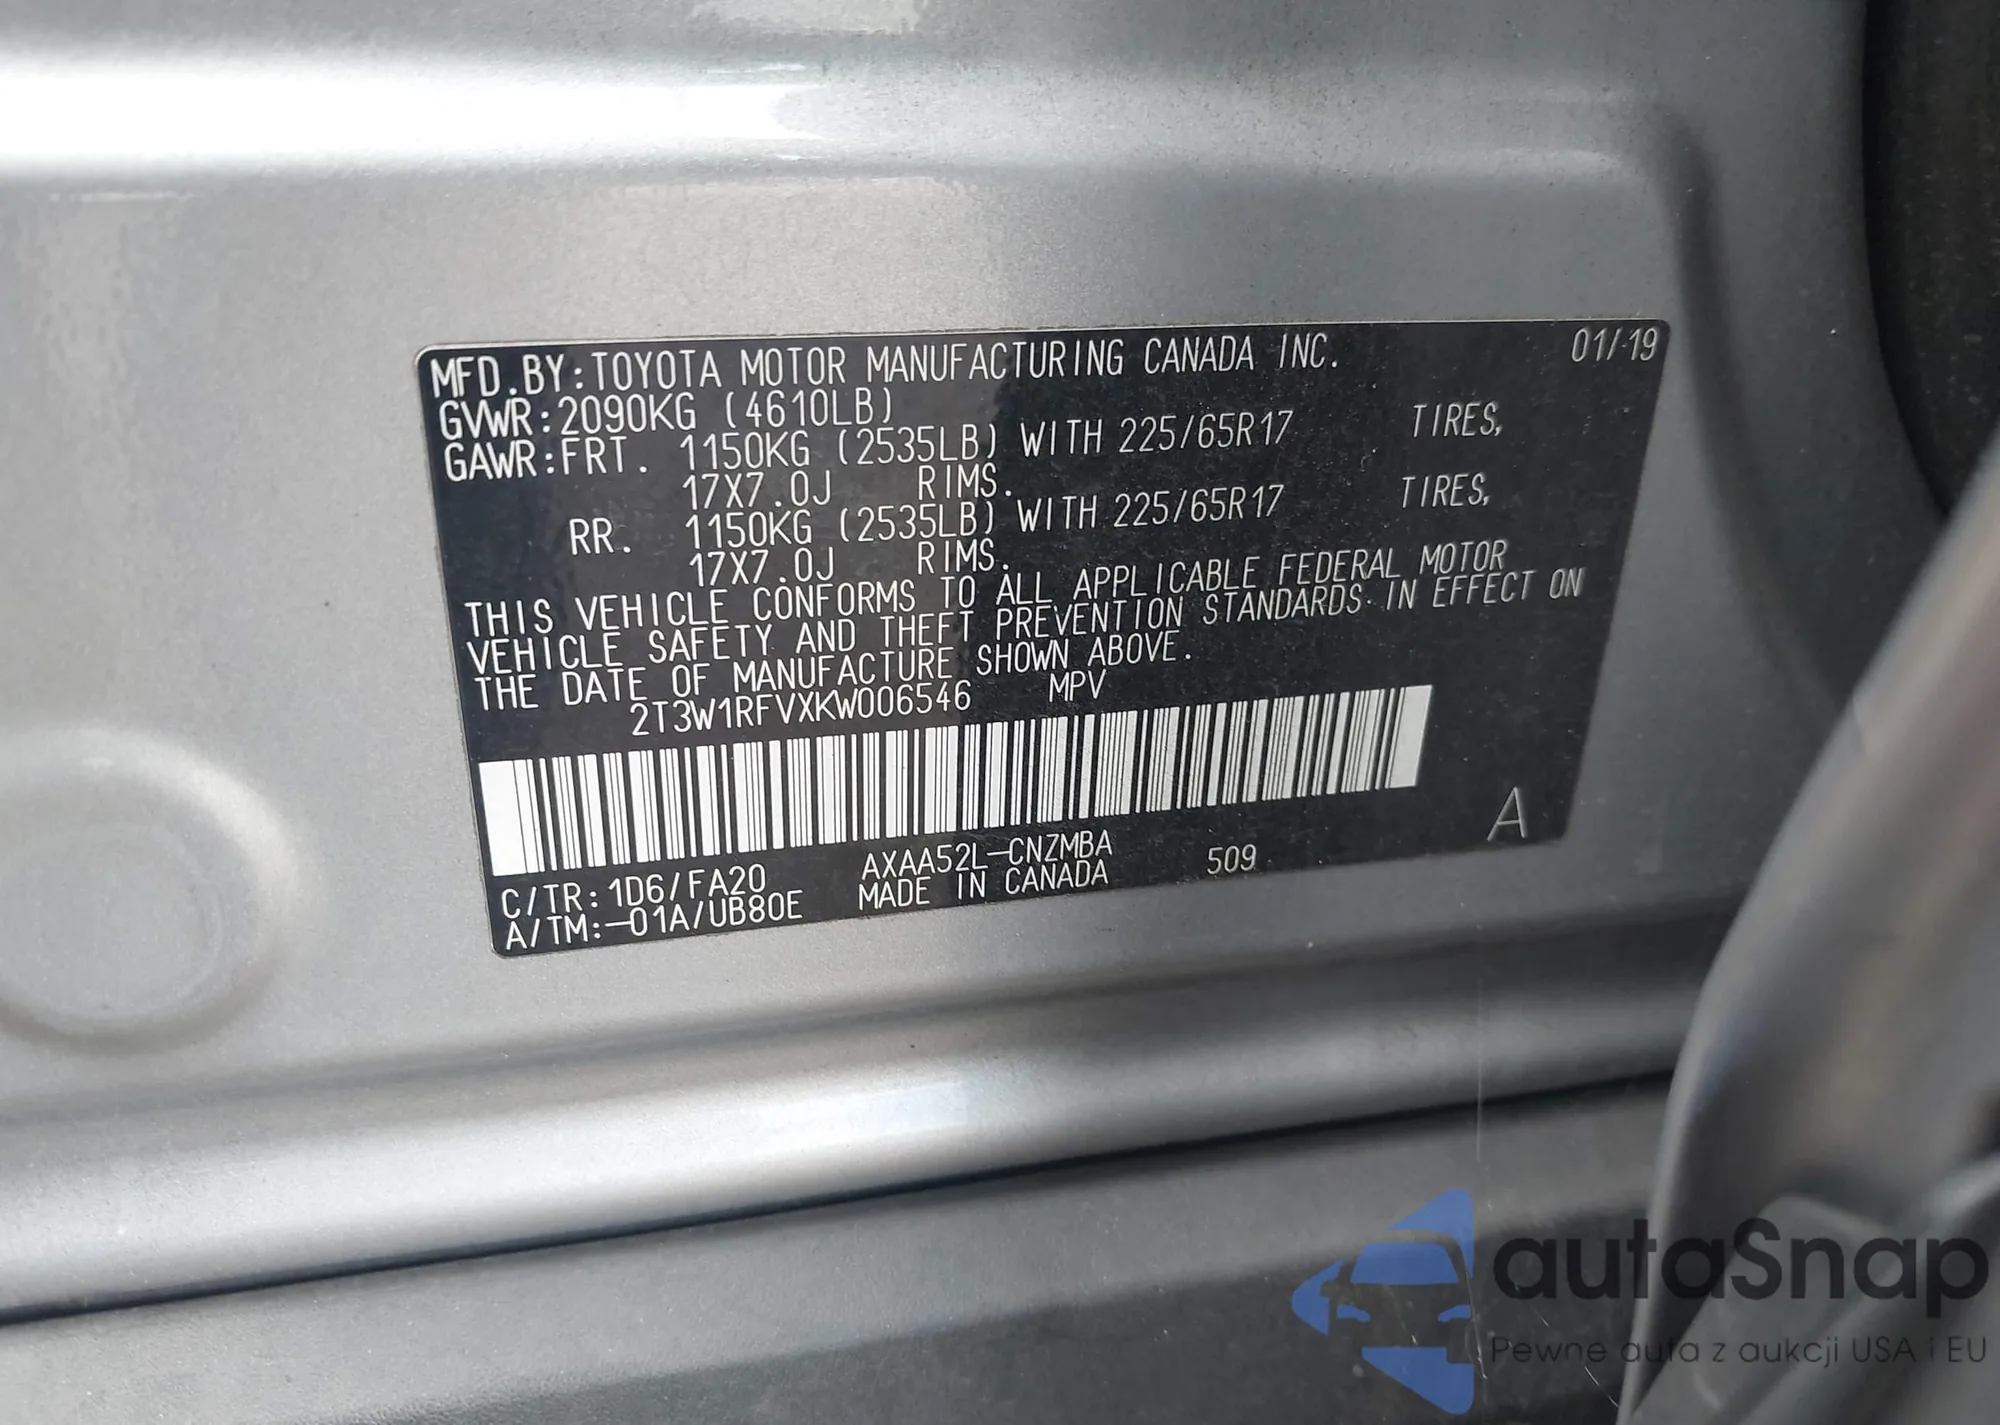 MFD.BY:TOYOTA MOTOR MANUFACTURING CANADA INC. 01/19
GVWR:2090KG (4610LB)
GAWR:FRT. 1150KG (2535LB) WITH 225/65R17 TIRES,
17X7.0J RIMS.
RR. 1150KG (2535LB) WITH 225/65R17 TIRES,
17X7.0J RIMS.
THIS VEHICLE CONFORMS TO ALL APPLICABLE FEDERAL MOTOR
VEHICLE SAFETY AND THEFT PREVENTION STANDARDS IN EFFECT ON
THE DATE OF MANUFACTURE SHOWN ABOVE.
2T3W1RFVXKW006546 MPV
A
C/TR:1D6/FA20 AXAA52L-CNZMBA 509
A/TM:-01A/UB80E MADE IN CANADA
autoSnap
Pewne auta z aukcji USA i EU